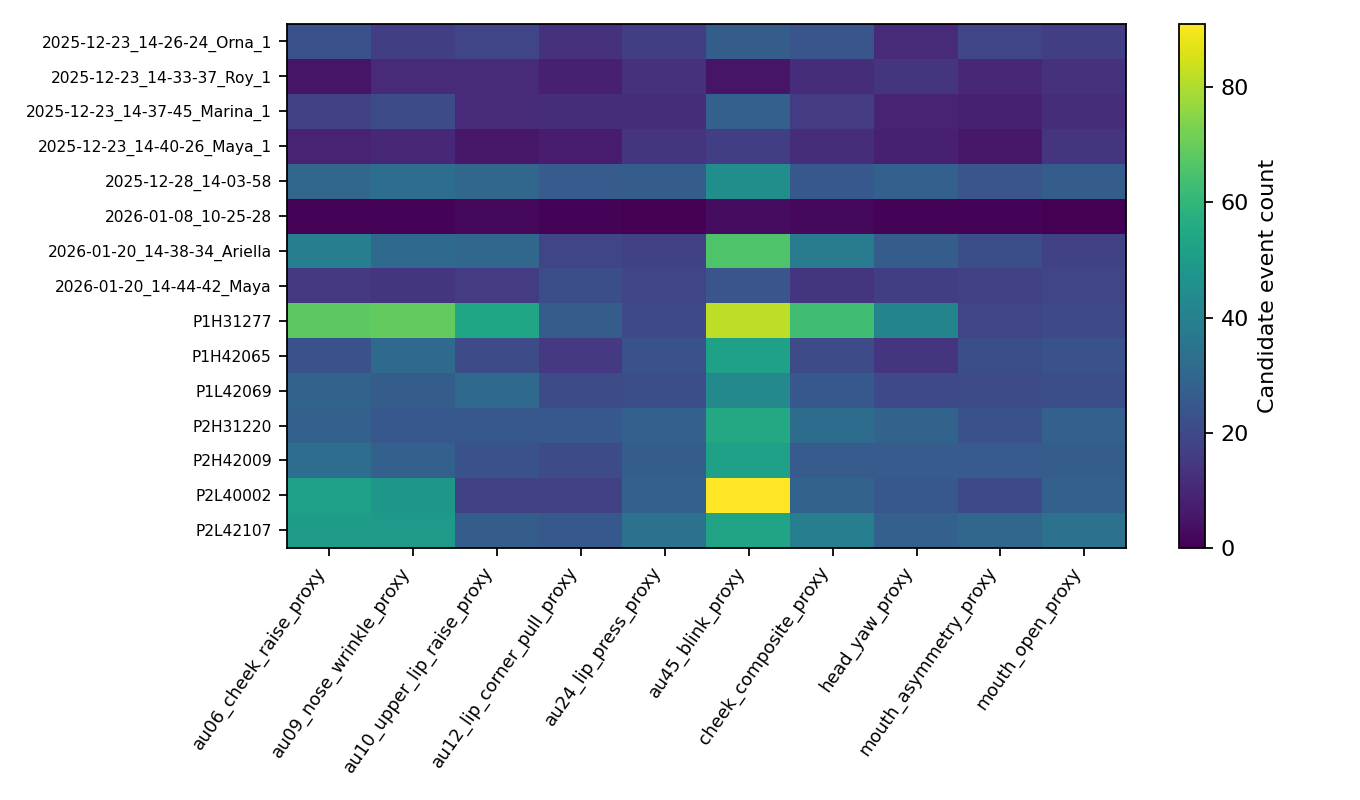 2025-12-23_14-26-24_Orna_1
2025-12-23_14-33-37_Roy_1
2025-12-23_14-37-45_Marina_1
2025-12-23_14-40-26_Maya_1
2025-12-28_14-03-58
2026-01-08_10-25-28
2026-01-20_14-38-34_Ariella
2026-01-20_14-44-42_Maya
P1H31277
P1H42065
P1L42069
P2H31220
P2H42009
P2L40002
P2L42107
au06_cheek_raise_proxy
au09_nose_wrinkle_proxy
au10_upper_lip_raise_proxy
au12_lip_corner_pull_proxy
au24_lip_press_proxy
au45_blink_proxy
cheek_composite_proxy
head_yaw_proxy
mouth_asymmetry_proxy
mouth_open_proxy
80
60
40
20
0
Candidate event count